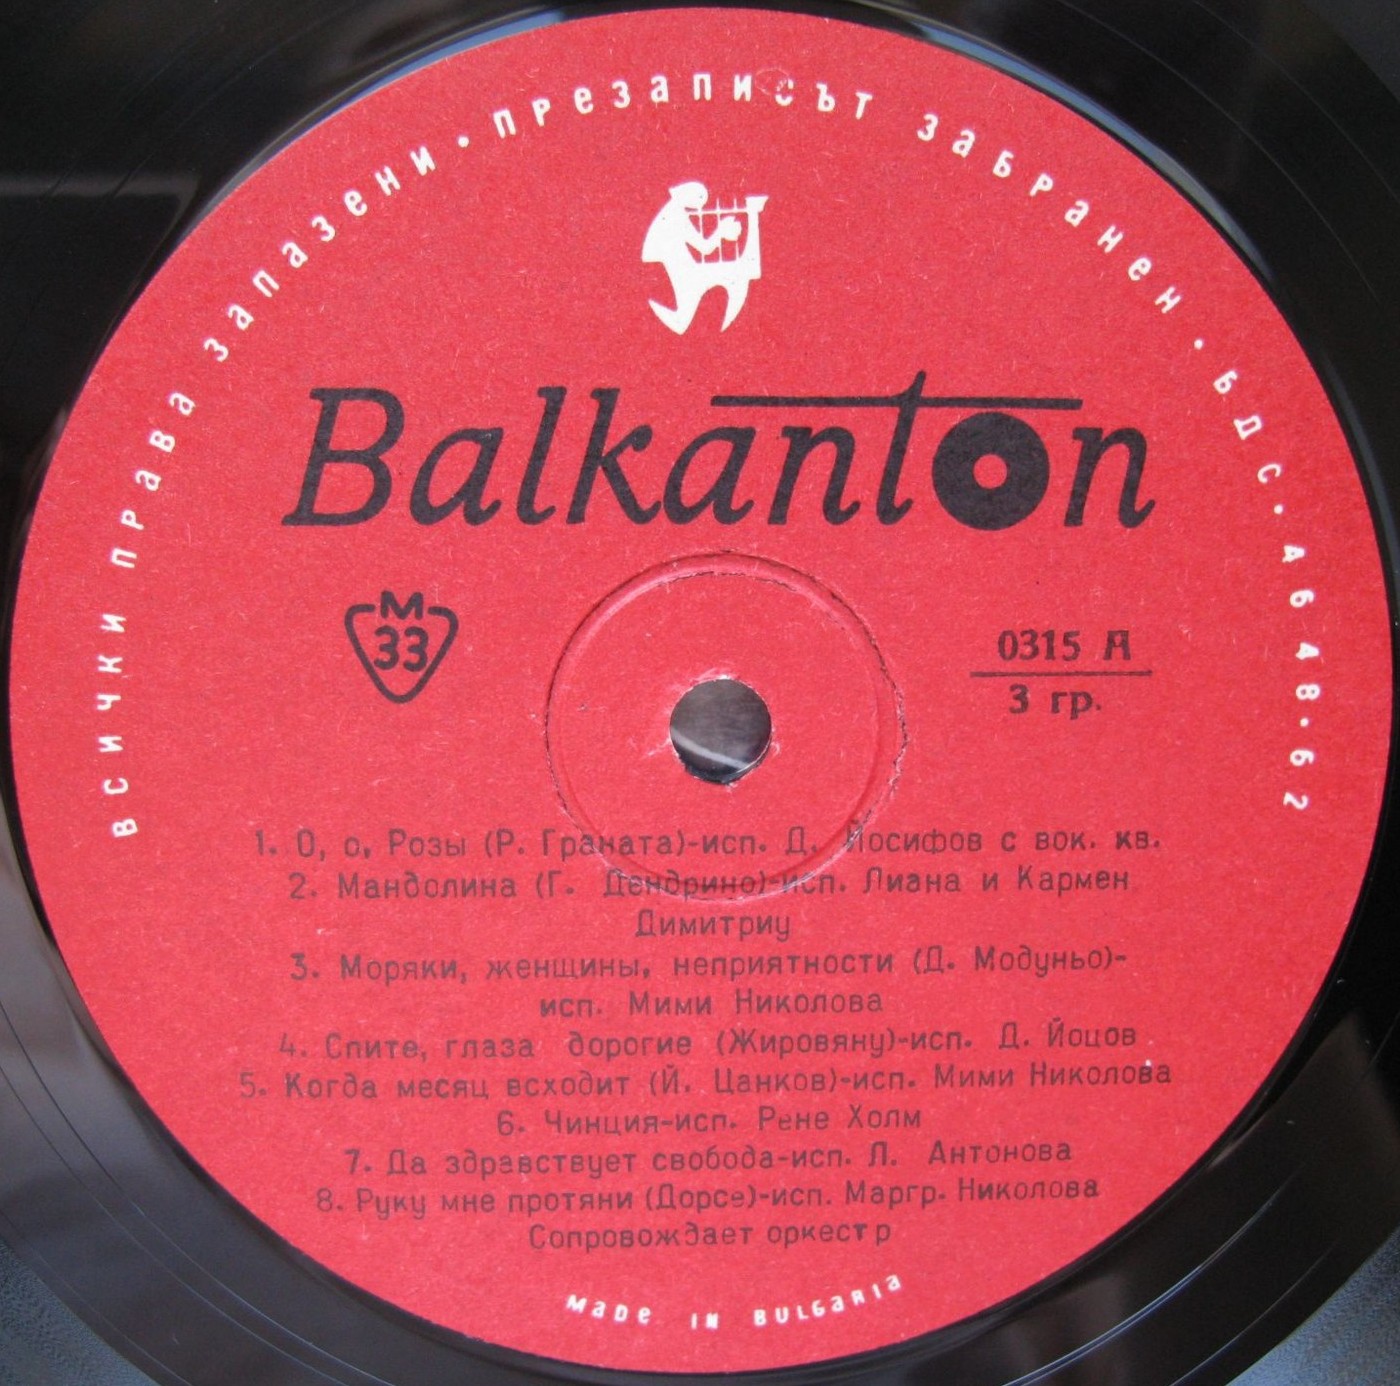 ВСИЧКИ ПРАВА ЗАПАЗЕНИ · ПРЕЗАПИСЪТ ЗАБРАНЕН · БДС · 4648 · 62
Balkanton
М
33
0315 А
3 гр.
1. О, о, Розы (Р. Граната)-исп. Д. Йосифов с вок. кв.
2. Мандолина (Г. Дендрино)-исп. Лиана и Кармен
Димитриу
3. Моряки, женщины, неприятности (Д. Модуньо)-
исп. Мими Николова
4. Спите, глаза дорогие (Жировяну)-исп. Д. Йоцов
5. Когда месяц всходит (Й. Цанков)-исп. Мими Николова
6. Чинция-исп. Рене Холм
7. Да здравствует свобода-исп. Л. Антонова
8. Руку мне протяни (Дорсе)-исп. Маргр. Николова
Сопровождает оркестр
MADE IN BULGARIA